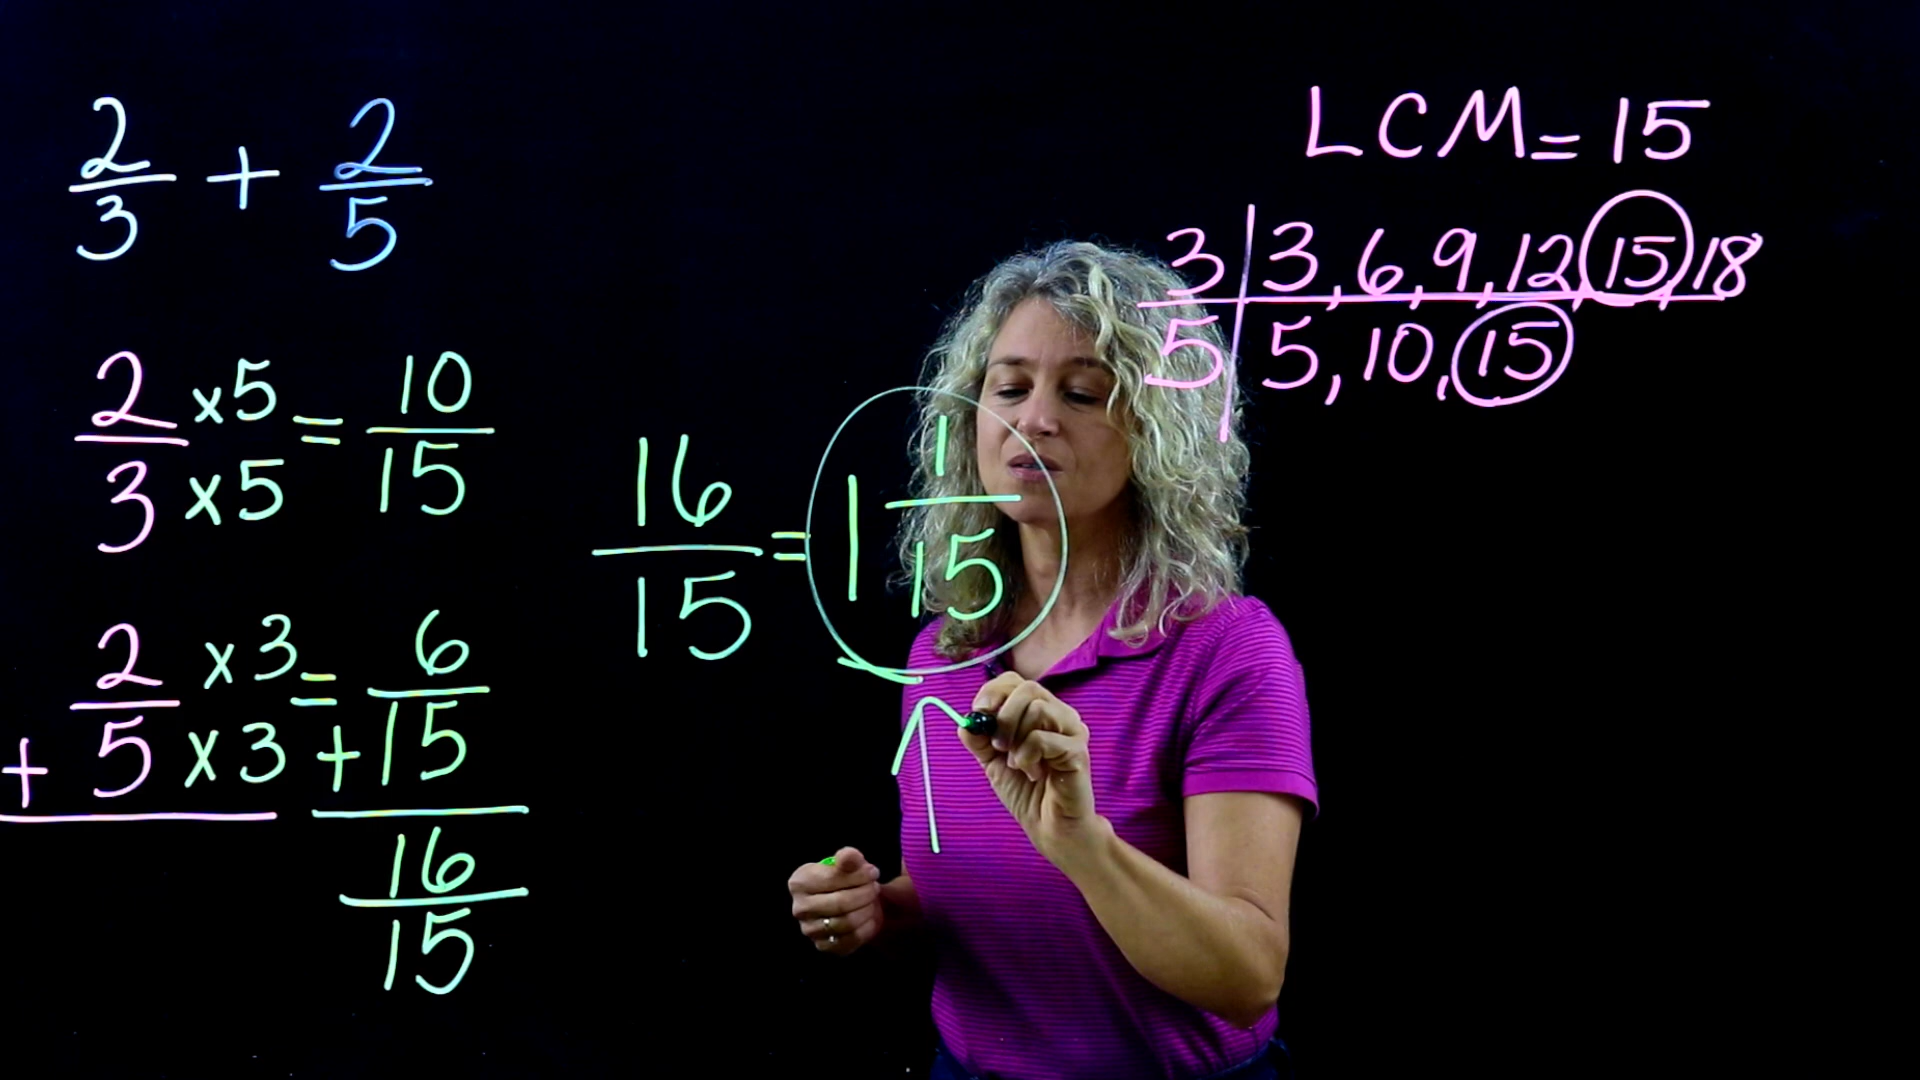 2/3 + 2/5
2/3 x5/x5 = 10/15
2/5 x3/x3 = 6/15
+ +
16/15
16/15 = 1 1/15
LCM = 15
3 | 3, 6, 9, 12, 15, 18
5 | 5, 10, 15